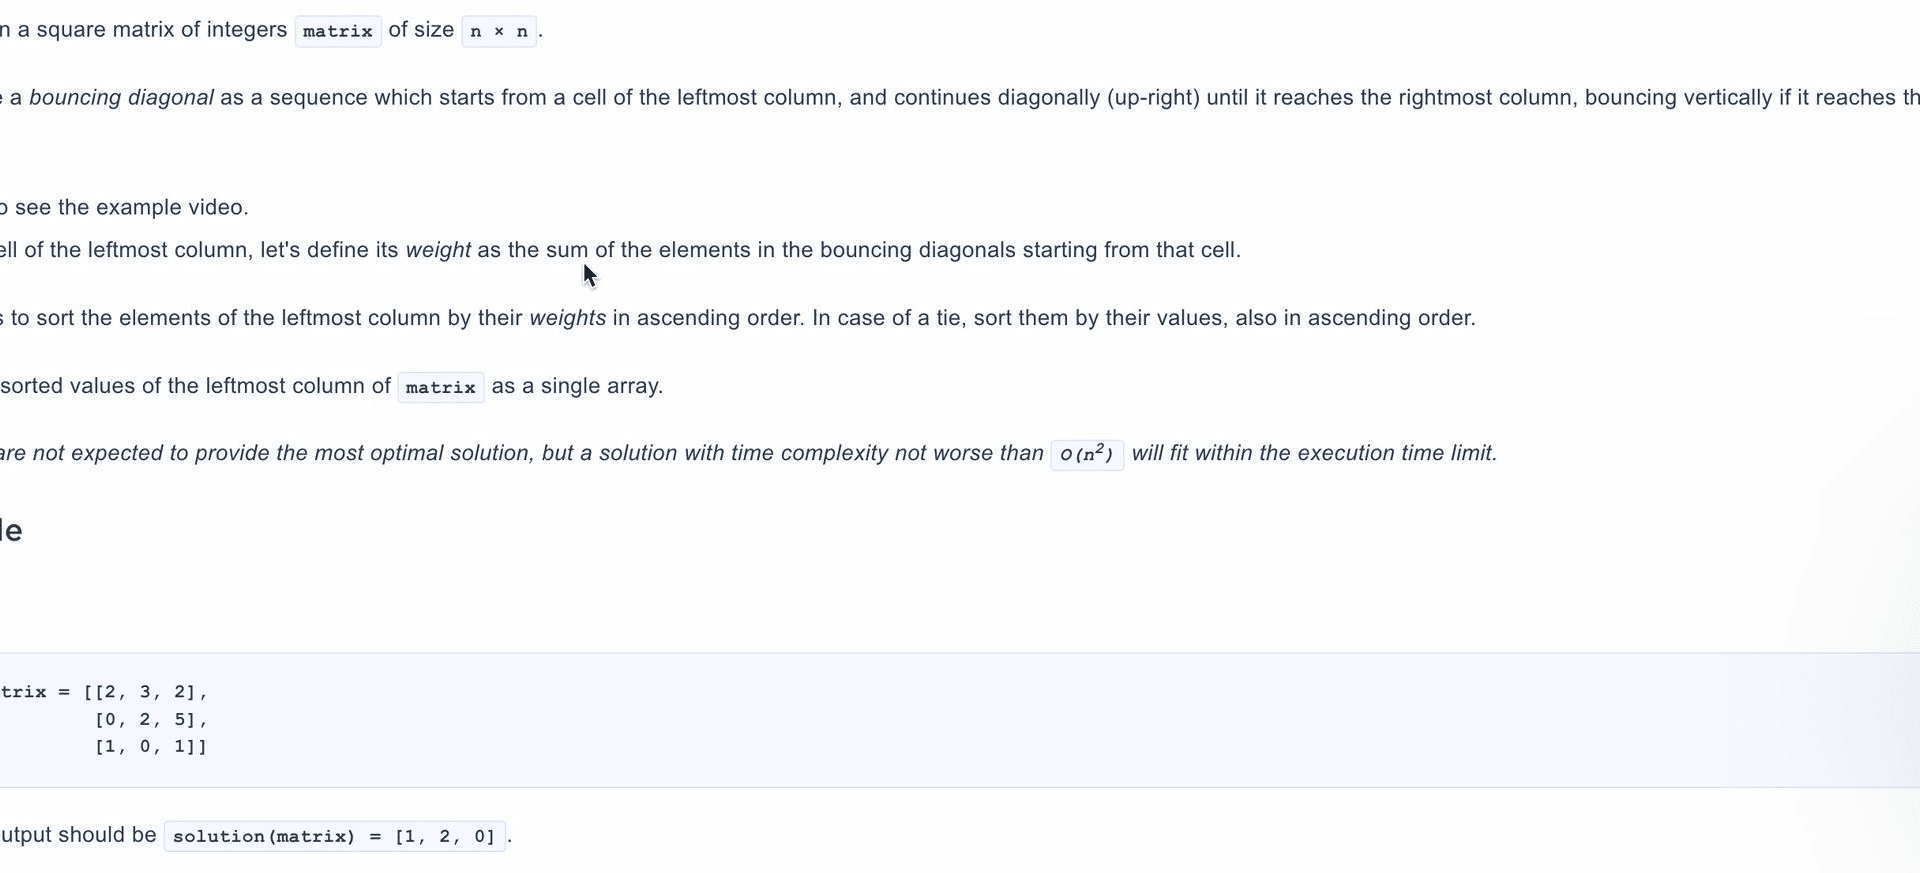 n a square matrix of integers matrix of size n × n .
e a bouncing diagonal as a sequence which starts from a cell of the leftmost column, and continues diagonally (up-right) until it reaches the rightmost column, bouncing vertically if it reaches th
o see the example video.
ell of the leftmost column, let's define its weight as the sum of the elements in the bouncing diagonals starting from that cell.
s to sort the elements of the leftmost column by their weights in ascending order. In case of a tie, sort them by their values, also in ascending order.
sorted values of the leftmost column of matrix as a single array.
are not expected to provide the most optimal solution, but a solution with time complexity not worse than O(n²) will fit within the execution time limit.
le
trix = [[2, 3, 2],
[0, 2, 5],
[1, 0, 1]]
utput should be solution(matrix) = [1, 2, 0] .